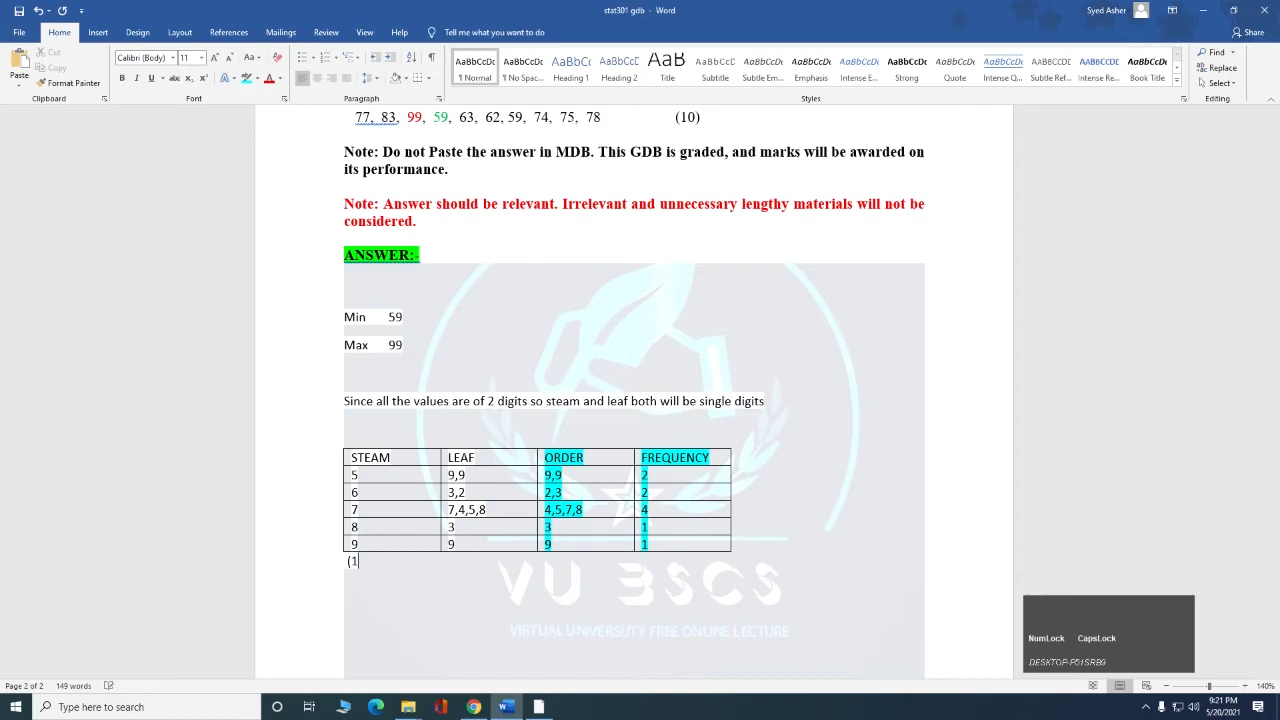 stat301 gdb - Word
Syed Asher
File Home Insert Design Layout References Mailings Review View Help Tell me what you want to do Share
Paste
Cut
Copy
Format Painter
Clipboard
Calibri (Body) 11
Font
Paragraph
AaBbCcDc AaBbCcDc AaBbCc AaBbCcD AaB AaBbCcD AaBbCcDc AaBbCcDc AaBbCcDc AaBbCcDc AaBbCcDc AaBbCcDc AABBCCDC AABBCCDC AaBbCcDc
¶ Normal ¶ No Spac... Heading 1 Heading 2 Title Subtitle Subtle Em... Emphasis Intense E... Strong Quote Intense Q... Subtle Ref... Intense Re... Book Title
Styles
Find
Replace
Select
Editing
77, 83, 99, 59, 63, 62, 59, 74, 75, 78 (10)
Note: Do not Paste the answer in MDB. This GDB is graded, and marks will be awarded on
its performance.
Note: Answer should be relevant. Irrelevant and unnecessary lengthy materials will not be
considered.
ANSWER:-
Min 59
Max 99
Since all the values are of 2 digits so steam and leaf both will be single digits
STEAM LEAF ORDER FREQUENCY
5 9,9 9,9 2
6 3,2 2,3 2
7 7,4,5,8 4,5,7,8 4
8 3 3 1
9 9 9 1
(1
VU BSCS
VIRTUAL UNIVERSUTY FREE ONLINE LECTURE
NumLock CapsLock
DESKTOP-P51SRB9
Page 2 of 2 149 words
140%
Type here to search
9:21 PM
5/20/2021